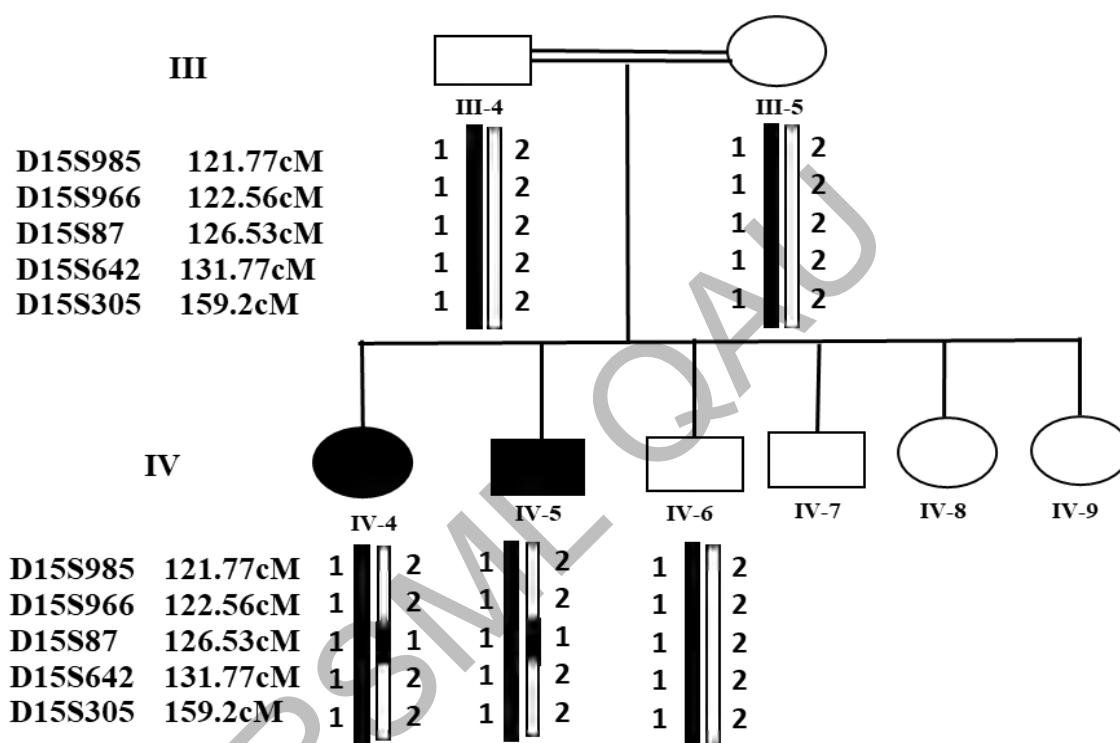 III
III-4 III-5
D15S985 121.77cM 1 2 1 2
D15S966 122.56cM 1 2 1 2
D15S87 126.53cM 1 2 1 2
D15S642 131.77cM 1 2 1 2
D15S305 159.2cM 1 2 1 2
IV
IV-4 IV-5 IV-6 IV-7 IV-8 IV-9
D15S985 121.77cM 1 2 1 2 1 2
D15S966 122.56cM 1 2 1 2 1 2
D15S87 126.53cM 1 1 1 1 1 2
D15S642 131.77cM 1 2 1 2 1 2
D15S305 159.2cM 1 2 1 2 1 2
PSML QAU